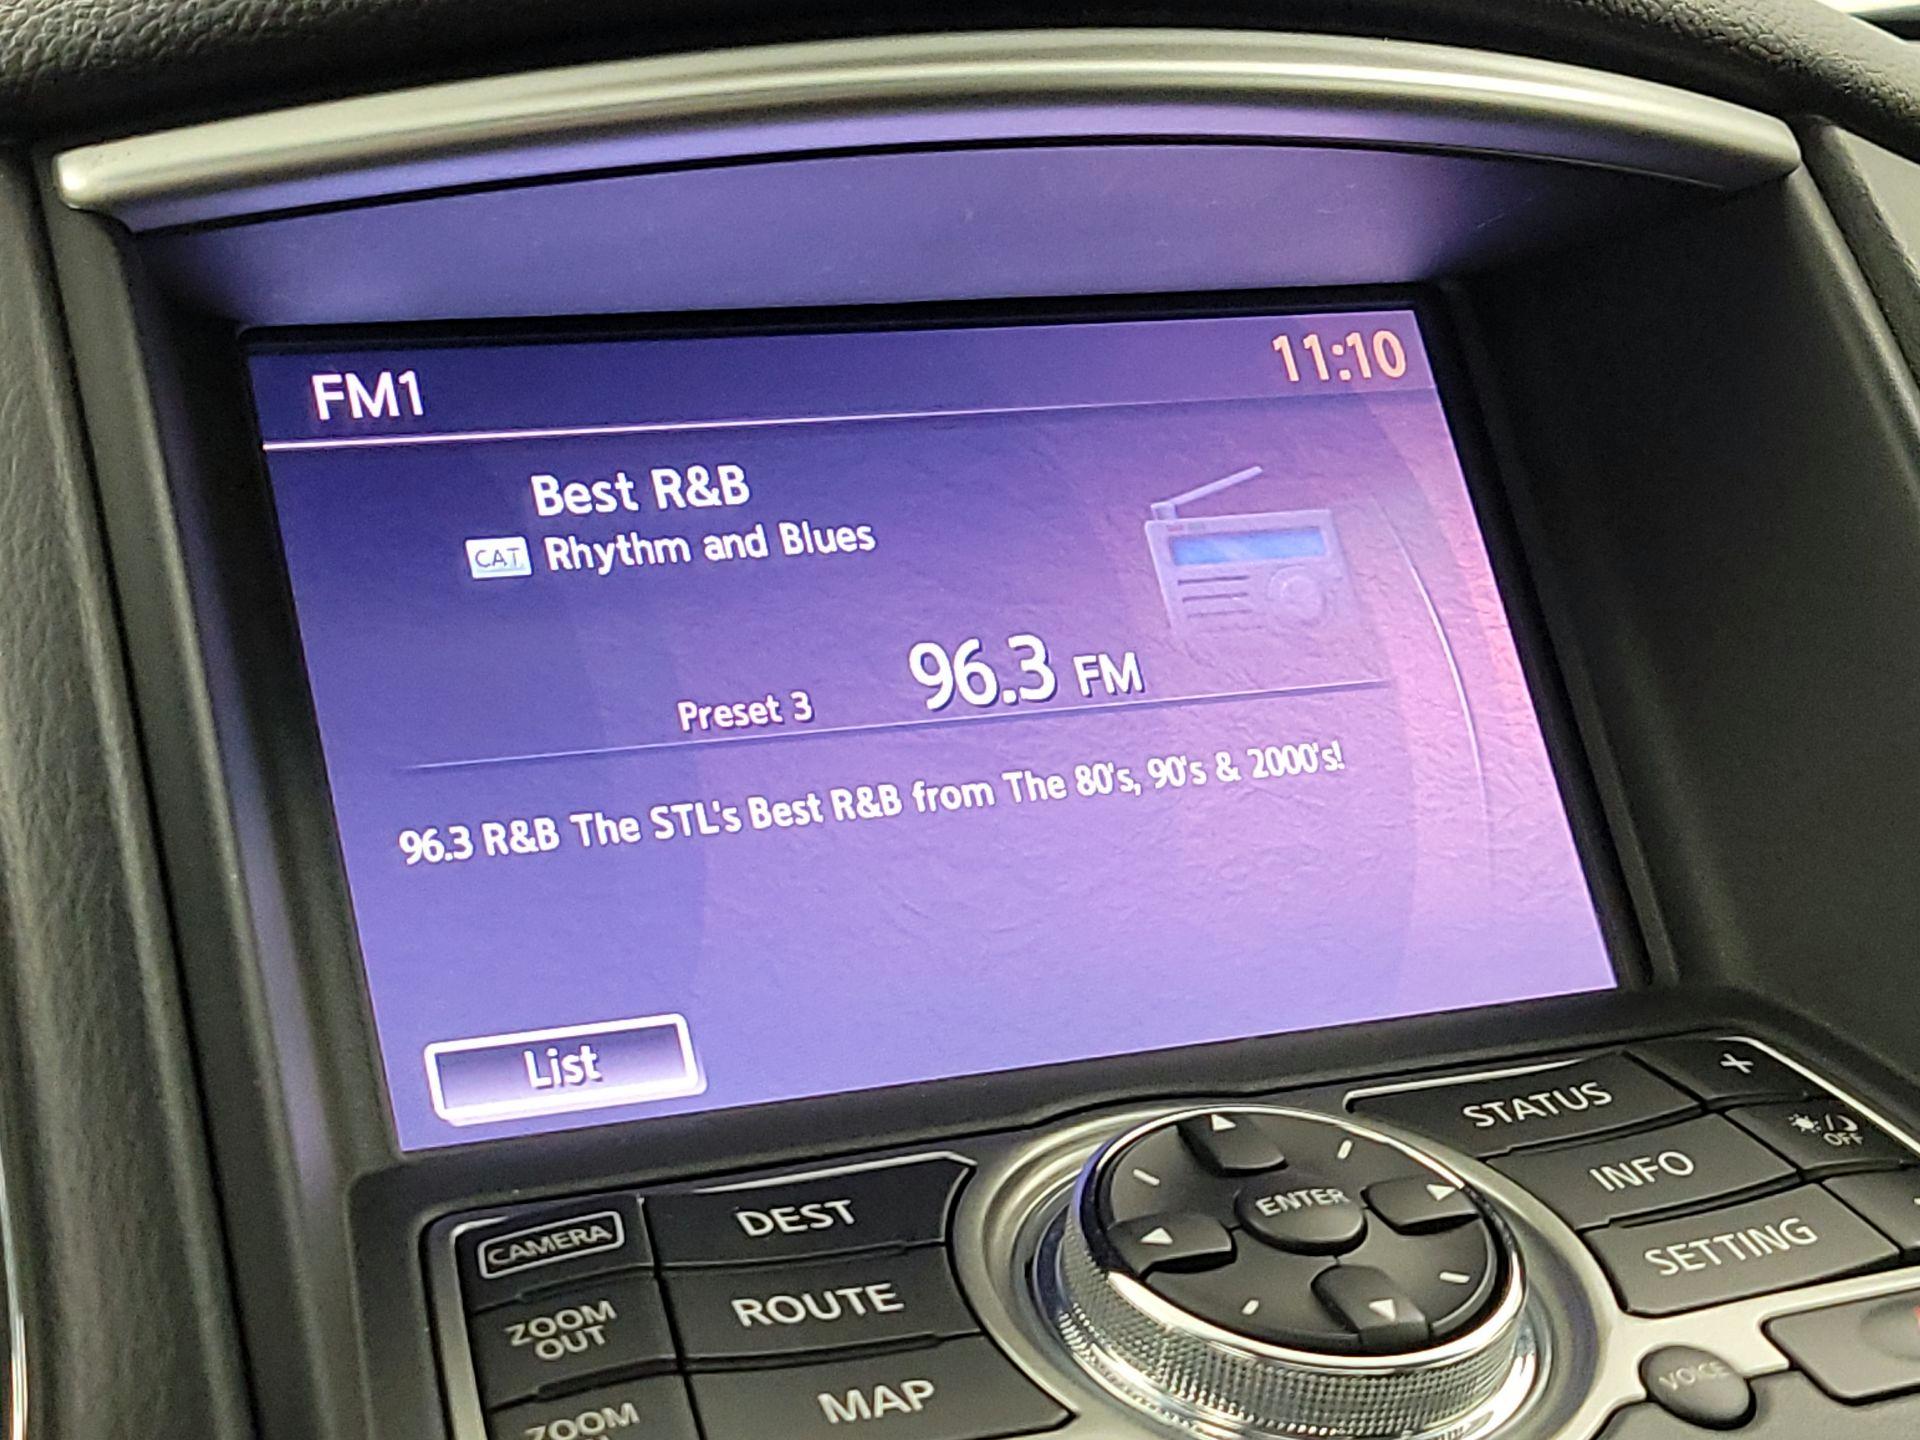 FM1
11:10
Best R&B
CAT Rhythm and Blues
Preset 3
96.3 FM
96.3 R&B The STL's Best R&B from The 80's, 90's & 2000's!
List
STATUS
+
OFF
INFO
SETTING
ENTER
CAMERA
DEST
ZOOM
OUT
ROUTE
ZOOM
MAP
VOICE